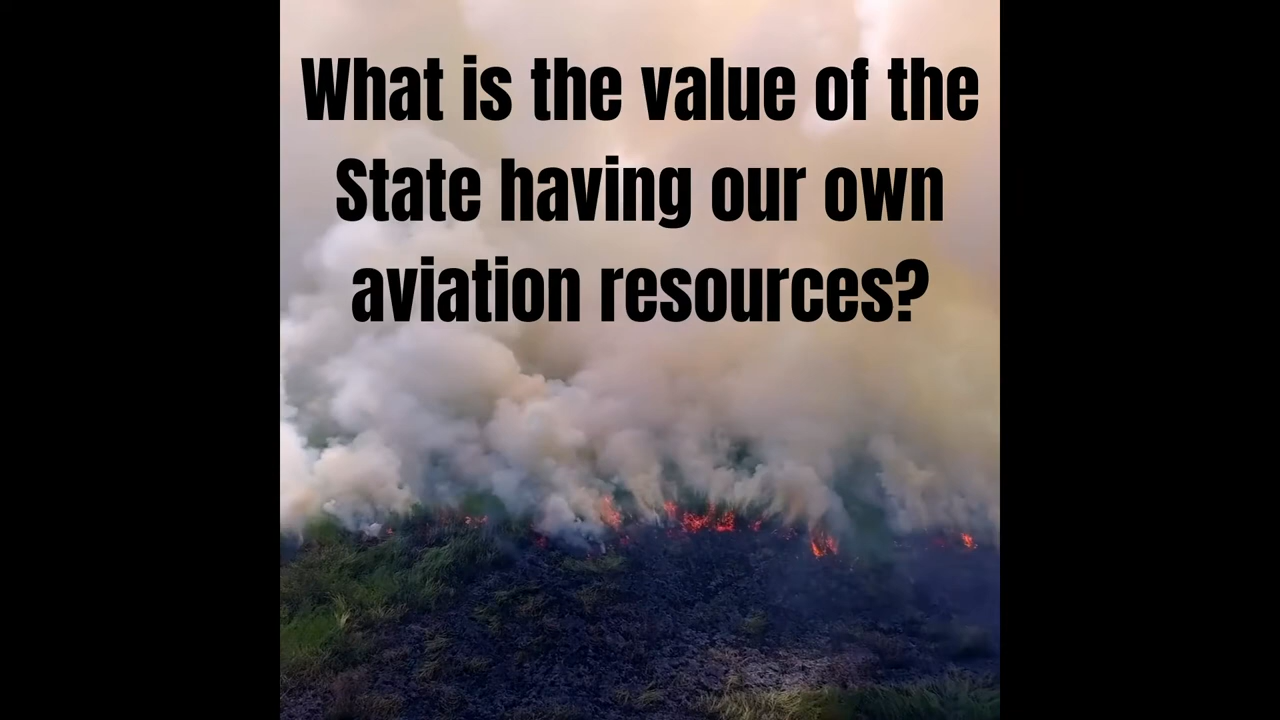 What is the value of the
State having our own
aviation resources?